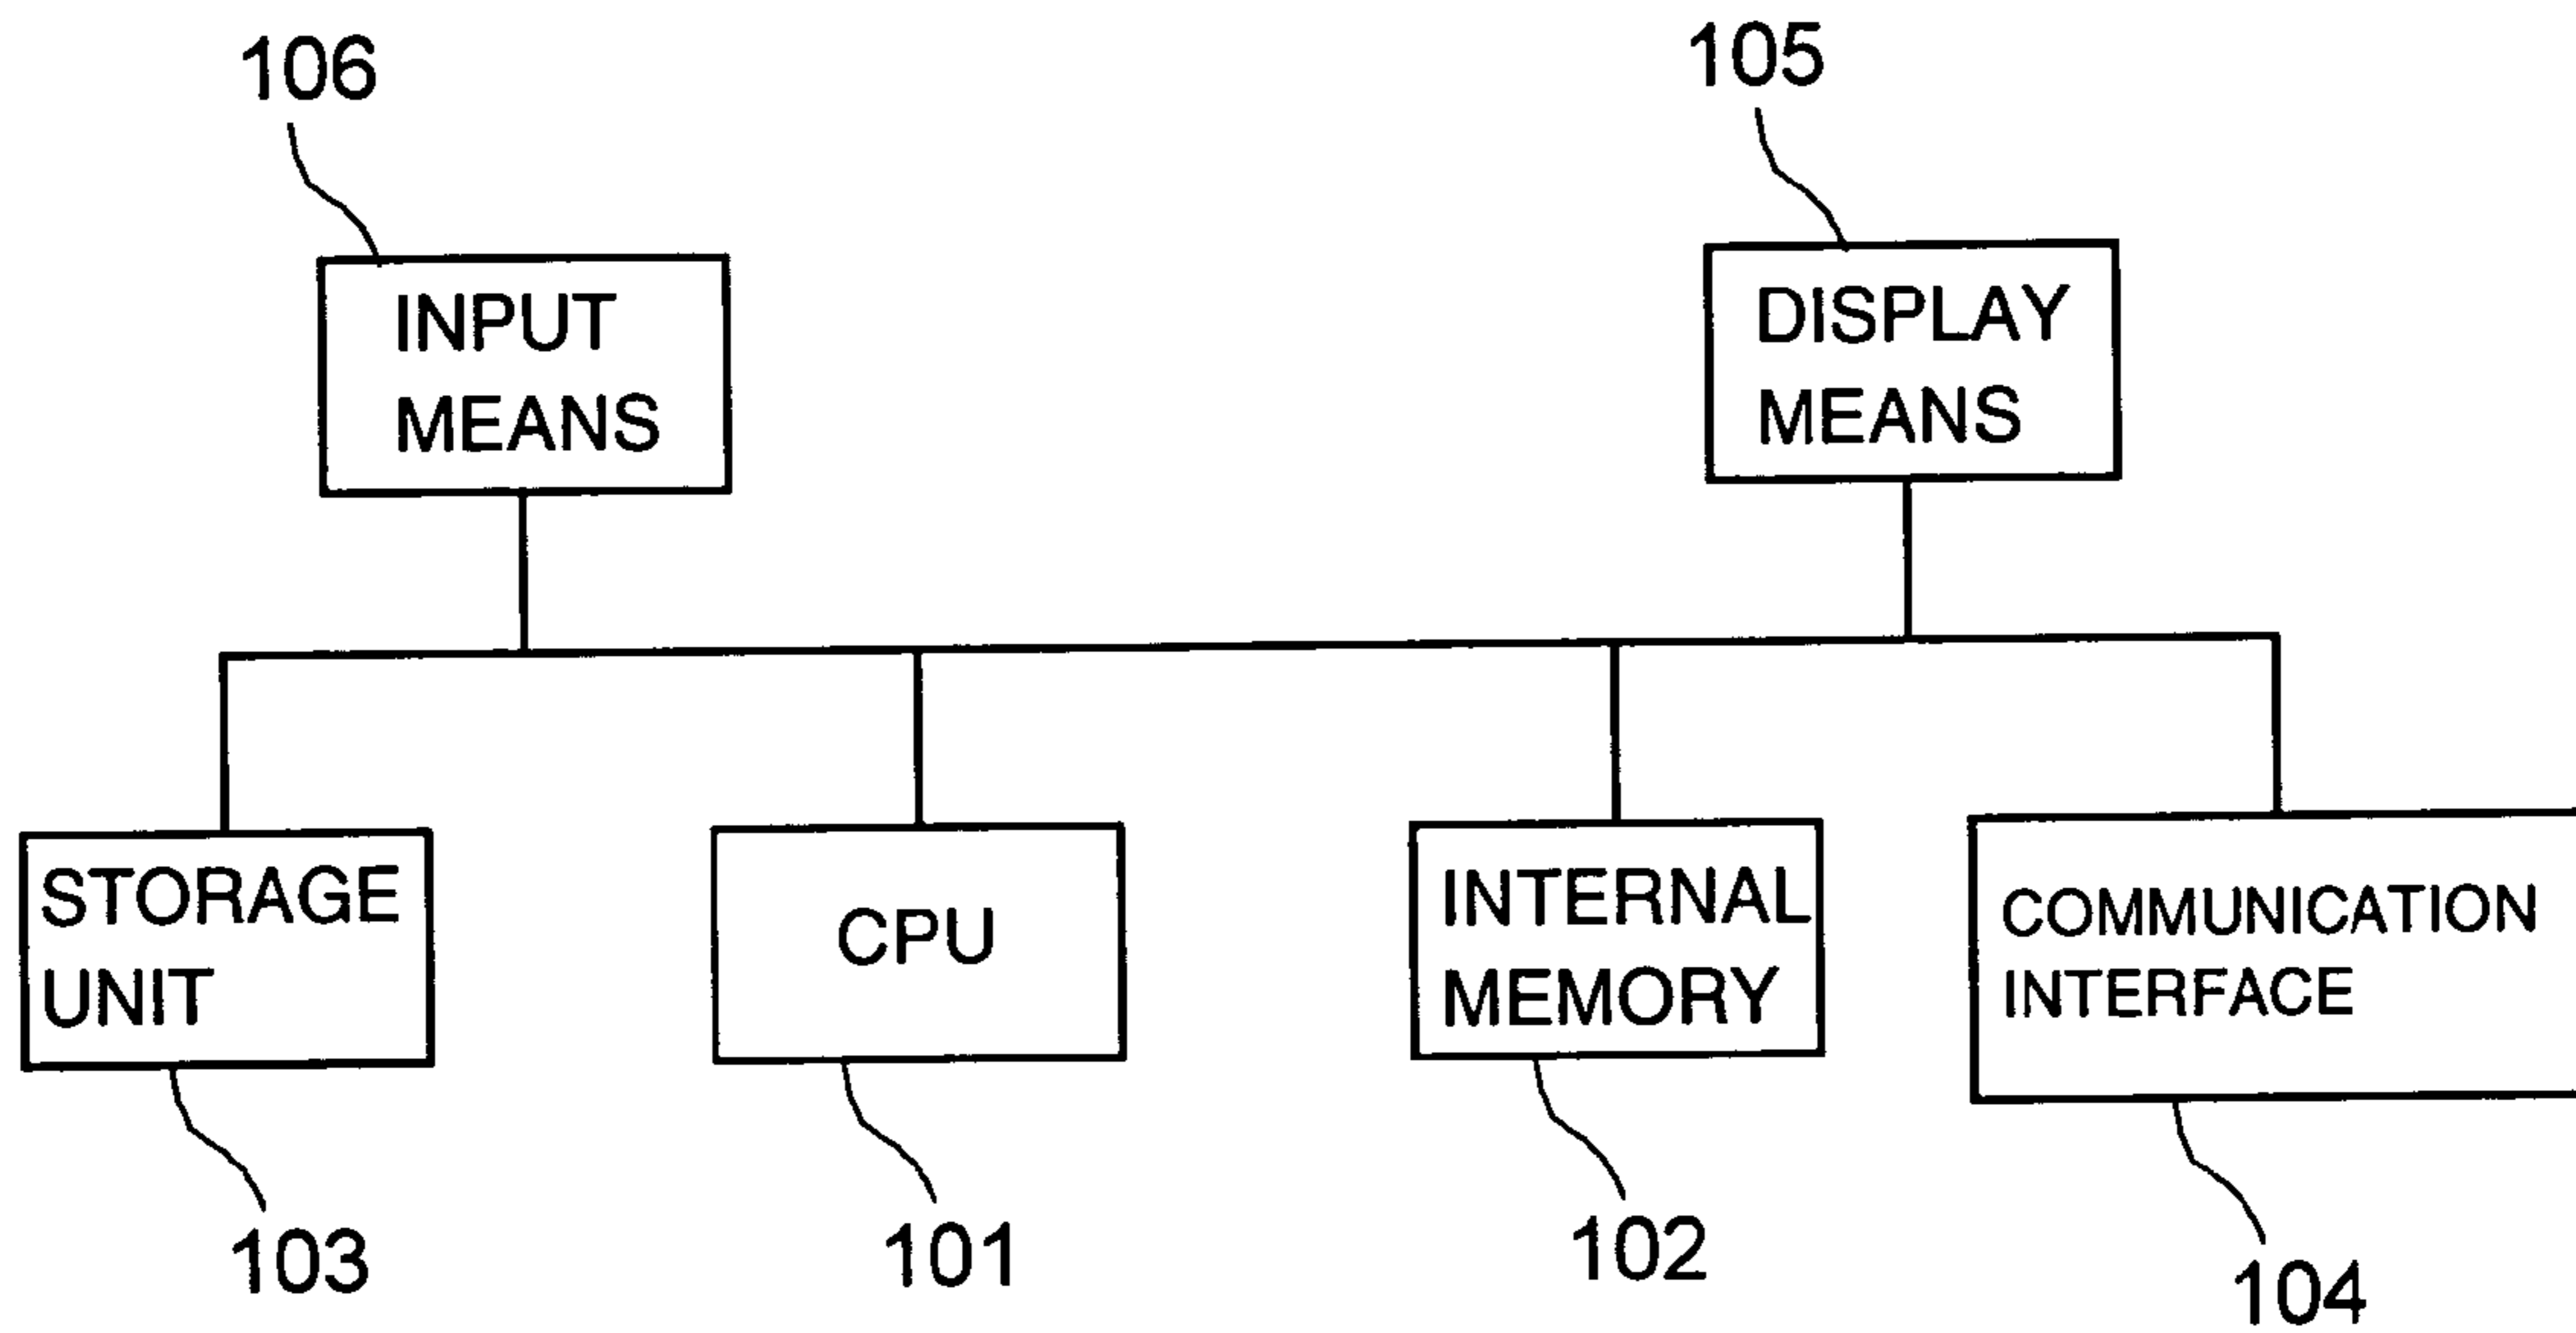 106
105
INPUT
MEANS
DISPLAY
MEANS
STORAGE
UNIT
CPU
INTERNAL
MEMORY
COMMUNICATION
INTERFACE
103
101
102
104